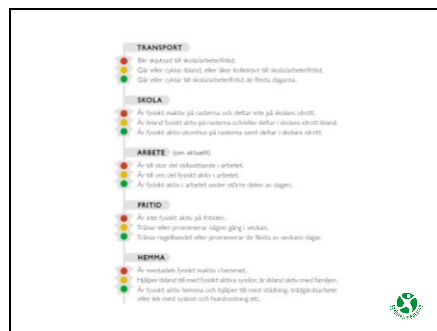 TRANSPORT
Blir skjutsad till skola/arbete/fritid.
Går eller cyklar ibland, eller åker kollektivt till skola/arbete/fritid.
Går eller cyklar till skola/arbete/fritid de flesta dagarna.
SKOLA
Är fysiskt inaktiv på rasterna och deltar inte på skolans idrott.
Är ibland fysiskt aktiv på rasterna och/eller deltar i skolans idrott ibland.
Är fysiskt aktiv utomhus på rasterna samt deltar i skolans idrott.
ARBETE (om aktuellt)
Är till stor del stillasittande i arbetet.
Är till viss del fysiskt aktiv i arbetet.
Är fysiskt aktiv i arbetet under större delen av dagen.
FRITID
Är inte fysiskt aktiv på fritiden.
Tränar eller promenerar någon gång i veckan.
Tränar regelbundet eller promenerar de flesta av veckans dagar.
HEMMA
Är mestadels fysiskt inaktiv i hemmet.
Hjälper ibland till med fysiskt aktiva sysslor, är ibland aktiv med familjen.
Är fysiskt aktiv hemma och hjälper till med städning, trädgårdsarbete
eller lek med syskon och hundrastning etc.